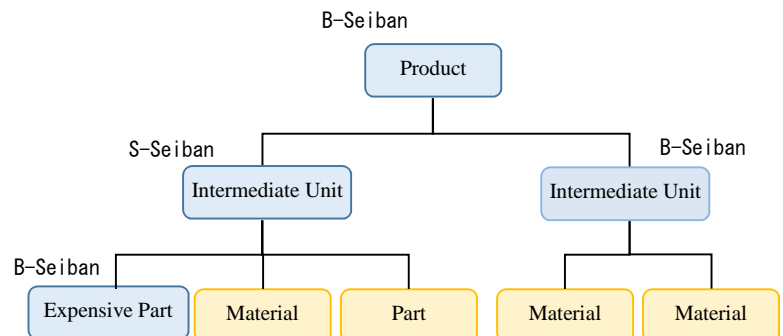 B-Seiban
Product
S-Seiban
B-Seiban
Intermediate Unit
Intermediate Unit
B-Seiban
Expensive Part
Material
Part
Material
Material